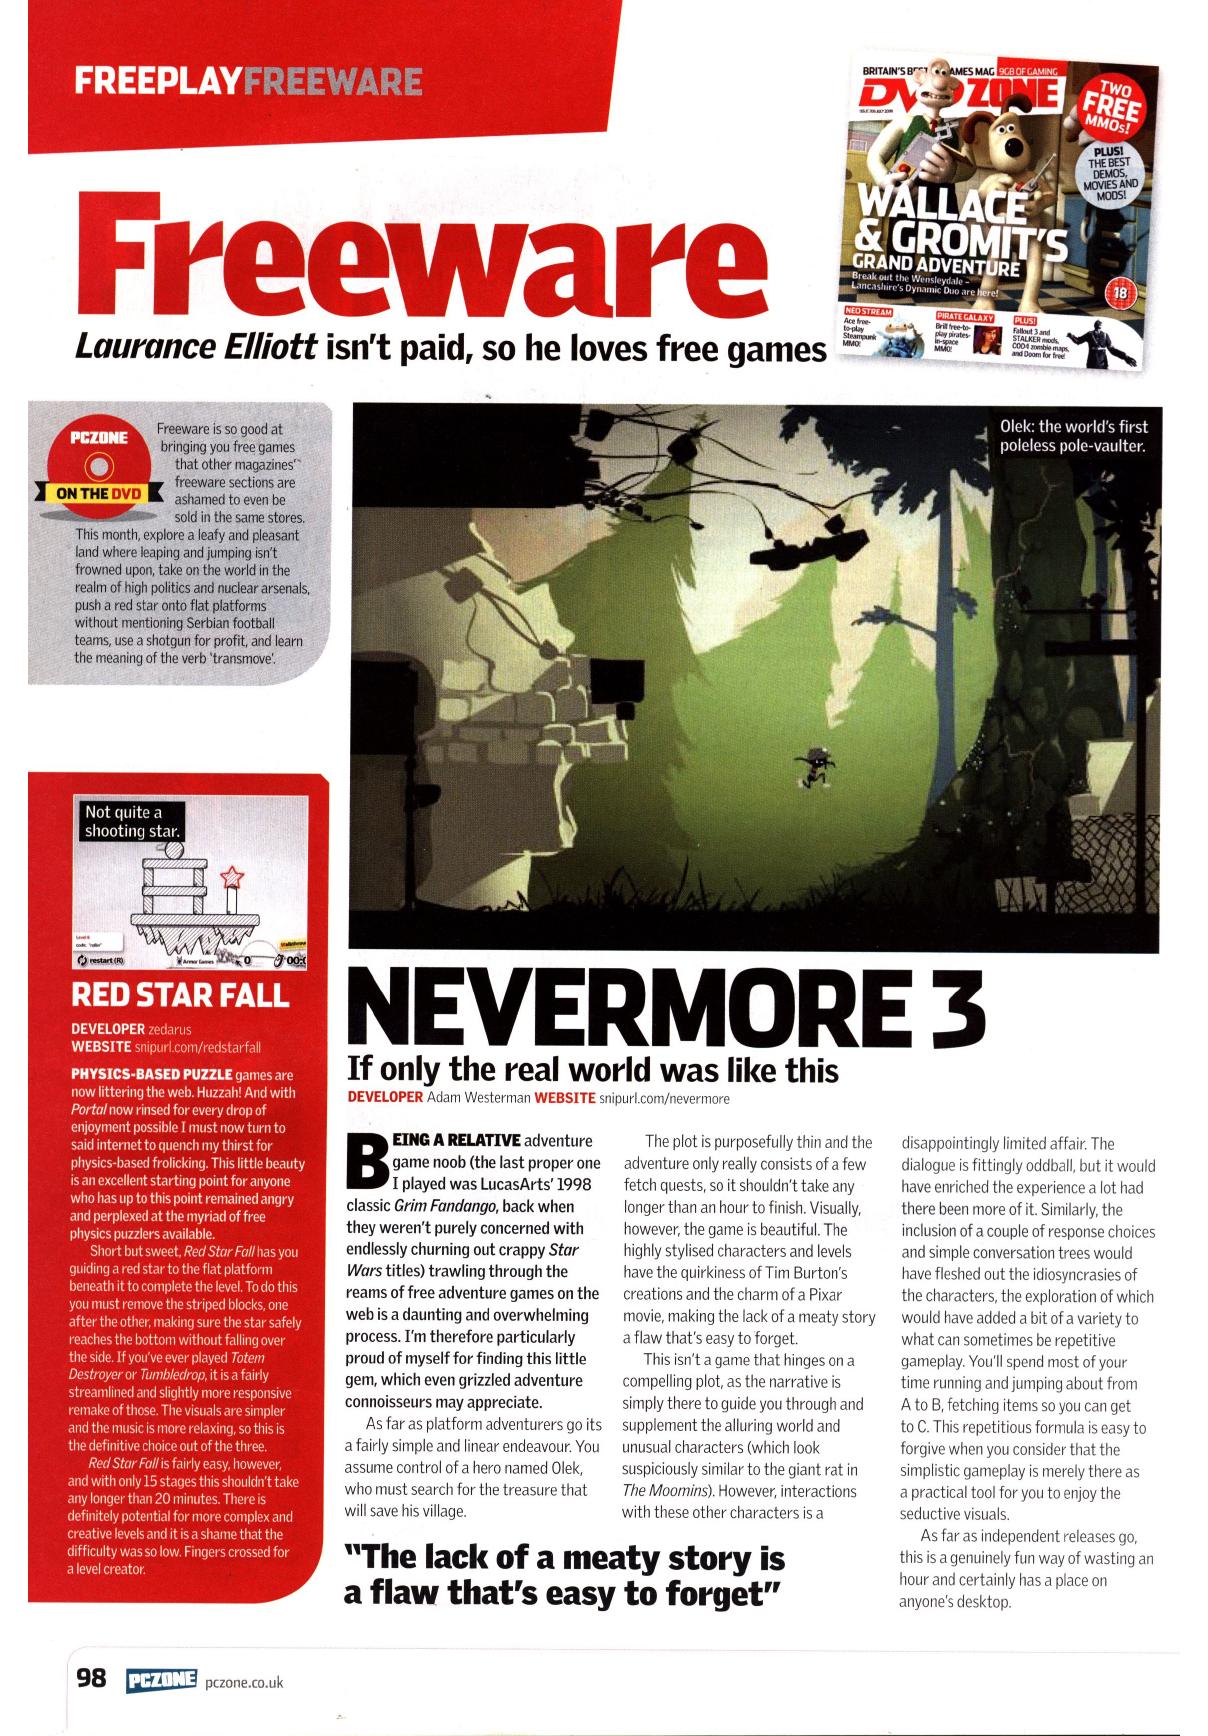 FREEPLAYFREEWARE
BRITAIN'S BEST GAMES MAG 9GB OF GAMING
DVD ZONE
TWO
FREE
MMOs!
PLUS!
THE BEST
DEMOS,
MOVIES AND
MODS!
WALLACE
& GROMIT'S
GRAND ADVENTURE
Break out the Wensleydale –
Lancashire's Dynamic Duo are here!
18
NEO STREAM
Ace free-
to-play
Steampunk
MMO!
PIRATE GALAXY
Brill free-to-
play pirates-
in-space
MMO!
PLUS!
Fallout 3 and
STALKER mods,
COD4 zombie maps,
and Doom for free!
Freeware
Laurance Elliott isn't paid, so he loves free games
PCZONE
ON THE DVD
Freeware is so good at
bringing you free games
that other magazines'
freeware sections are
ashamed to even be
sold in the same stores.
This month, explore a leafy and pleasant
land where leaping and jumping isn't
frowned upon, take on the world in the
realm of high politics and nuclear arsenals,
push a red star onto flat platforms
without mentioning Serbian football
teams, use a shotgun for profit, and learn
the meaning of the verb 'transmove'.
Olek: the world's first
poleless pole-vaulter.
Not quite a
shooting star.
restart (R)
Armor Games
0
RED STAR FALL
DEVELOPER zedarus
WEBSITE snipurl.com/redstarfall
PHYSICS-BASED PUZZLE games are
now littering the web. Huzzah! And with
Portal now rinsed for every drop of
enjoyment possible I must now turn to
said internet to quench my thirst for
physics-based frolicking. This little beauty
is an excellent starting point for anyone
who has up to this point remained angry
and perplexed at the myriad of free
physics puzzlers available.
Short but sweet, Red Star Fall has you
guiding a red star to the flat platform
beneath it to complete the level. To do this
you must remove the striped blocks, one
after the other, making sure the star safely
reaches the bottom without falling over
the side. If you've ever played Totem
Destroyer or Tumbledrop, it is a fairly
streamlined and slightly more responsive
remake of those. The visuals are simpler
and the music is more relaxing, so this is
the definitive choice out of the three.
Red Star Fall is fairly easy, however,
and with only 15 stages this shouldn't take
any longer than 20 minutes. There is
definitely potential for more complex and
creative levels and it is a shame that the
difficulty was so low. Fingers crossed for
a level creator.
NEVERMORE 3
If only the real world was like this
DEVELOPER Adam Westerman WEBSITE snipurl.com/nevermore
BEING A RELATIVE adventure
game noob (the last proper one
I played was LucasArts' 1998
classic Grim Fandango, back when
they weren't purely concerned with
endlessly churning out crappy Star
Wars titles) trawling through the
reams of free adventure games on the
web is a daunting and overwhelming
process. I'm therefore particularly
proud of myself for finding this little
gem, which even grizzled adventure
connoisseurs may appreciate.
As far as platform adventurers go its
a fairly simple and linear endeavour. You
assume control of a hero named Olek,
who must search for the treasure that
will save his village.
The plot is purposefully thin and the
adventure only really consists of a few
fetch quests, so it shouldn't take any
longer than an hour to finish. Visually,
however, the game is beautiful. The
highly stylised characters and levels
have the quirkiness of Tim Burton's
creations and the charm of a Pixar
movie, making the lack of a meaty story
a flaw that's easy to forget.
This isn't a game that hinges on a
compelling plot, as the narrative is
simply there to guide you through and
supplement the alluring world and
unusual characters (which look
suspiciously similar to the giant rat in
The Moomins). However, interactions
with these other characters is a
disappointingly limited affair. The
dialogue is fittingly oddball, but it would
have enriched the experience a lot had
there been more of it. Similarly, the
inclusion of a couple of response choices
and simple conversation trees would
have fleshed out the idiosyncrasies of
the characters, the exploration of which
would have added a bit of a variety to
what can sometimes be repetitive
gameplay. You'll spend most of your
time running and jumping about from
A to B, fetching items so you can get
to C. This repetitious formula is easy to
forgive when you consider that the
simplistic gameplay is merely there as
a practical tool for you to enjoy the
seductive visuals.
As far as independent releases go,
this is a genuinely fun way of wasting an
hour and certainly has a place on
anyone's desktop.
"The lack of a meaty story is
a flaw that's easy to forget"
98 PCZONE pczone.co.uk